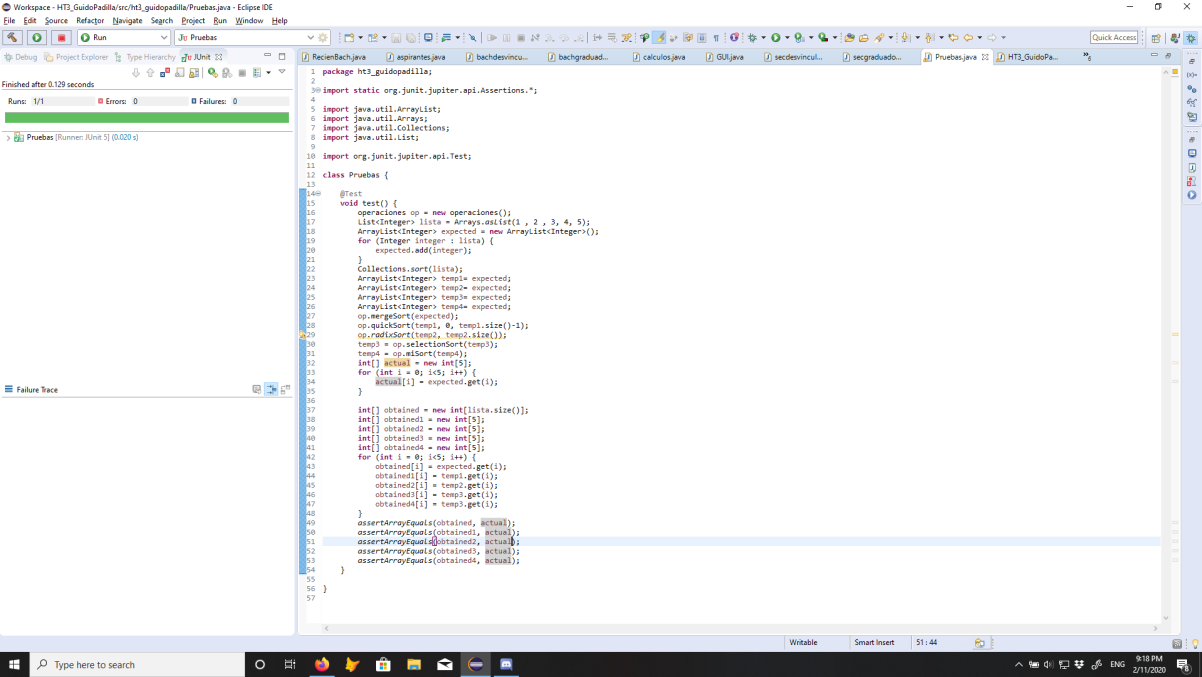 Workspace - HT3_GuidoPadilla/src/ht3_guidopadilla/Pruebas.java - Eclipse IDE
File Edit Source Refactor Navigate Search Project Run Window Help
Run Pruebas Quick Access
Debug Project Explorer Type Hierarchy JUnit
RecienBach.java aspirantes.java bachdesvincu... bachgraduad... calculos.java GUI.java secdesvincul... secgraduado... Pruebas.java HT3_GuidoPa... »6
Finished after 0.129 seconds
Runs: 1/1 Errors: 0 Failures: 0
Pruebas [Runner: JUnit 5] (0.020 s)
Failure Trace
1 package ht3_guidopadilla;
2
3 import static org.junit.jupiter.api.Assertions.*;
4
5 import java.util.ArrayList;
6 import java.util.Arrays;
7 import java.util.Collections;
8 import java.util.List;
9
10 import org.junit.jupiter.api.Test;
11
12 class Pruebas {
13
14 @Test
15 void test() {
16 operaciones op = new operaciones();
17 List<Integer> lista = Arrays.asList(1 , 2 , 3, 4, 5);
18 ArrayList<Integer> expected = new ArrayList<Integer>();
19 for (Integer integer : lista) {
20 expected.add(integer);
21 }
22 Collections.sort(lista);
23 ArrayList<Integer> temp1= expected;
24 ArrayList<Integer> temp2= expected;
25 ArrayList<Integer> temp3= expected;
26 ArrayList<Integer> temp4= expected;
27 op.mergeSort(expected);
28 op.quickSort(temp1, 0, temp1.size()-1);
29 op.radixSort(temp2, temp2.size());
30 temp3 = op.selectionSort(temp3);
31 temp4 = op.miSort(temp4);
32 int[] actual = new int[5];
33 for (int i = 0; i<5; i++) {
34 actual[i] = expected.get(i);
35 }
36
37 int[] obtained = new int[lista.size()];
38 int[] obtained1 = new int[5];
39 int[] obtained2 = new int[5];
40 int[] obtained3 = new int[5];
41 int[] obtained4 = new int[5];
42 for (int i = 0; i<5; i++) {
43 obtained[i] = expected.get(i);
44 obtained1[i] = temp1.get(i);
45 obtained2[i] = temp2.get(i);
46 obtained3[i] = temp3.get(i);
47 obtained4[i] = temp3.get(i);
48 }
49 assertArrayEquals(obtained, actual);
50 assertArrayEquals(obtained1, actual);
51 assertArrayEquals(obtained2, actual);
52 assertArrayEquals(obtained3, actual);
53 assertArrayEquals(obtained4, actual);
54 }
55
56 }
57
Writable Smart Insert 51 : 44
Type here to search
ENG
9:18 PM
2/11/2020
8